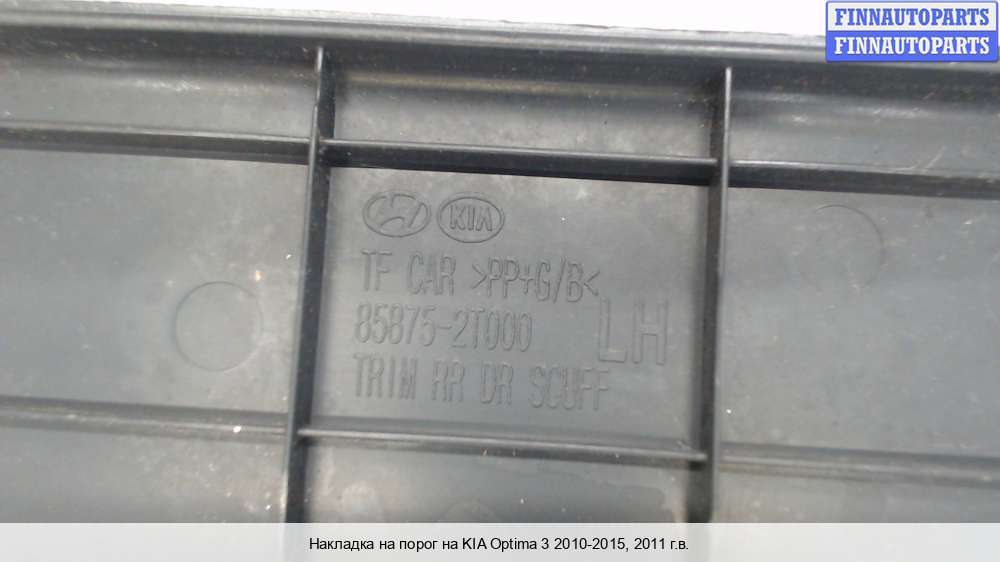 FINNAUTOPARTS
FINNAUTOPARTS
KIA
TF CAR >PP+G/B<
85875-2T000
LH
TRIM RR DR SCUFF
Накладка на порог на KIA Optima 3 2010-2015, 2011 г.в.